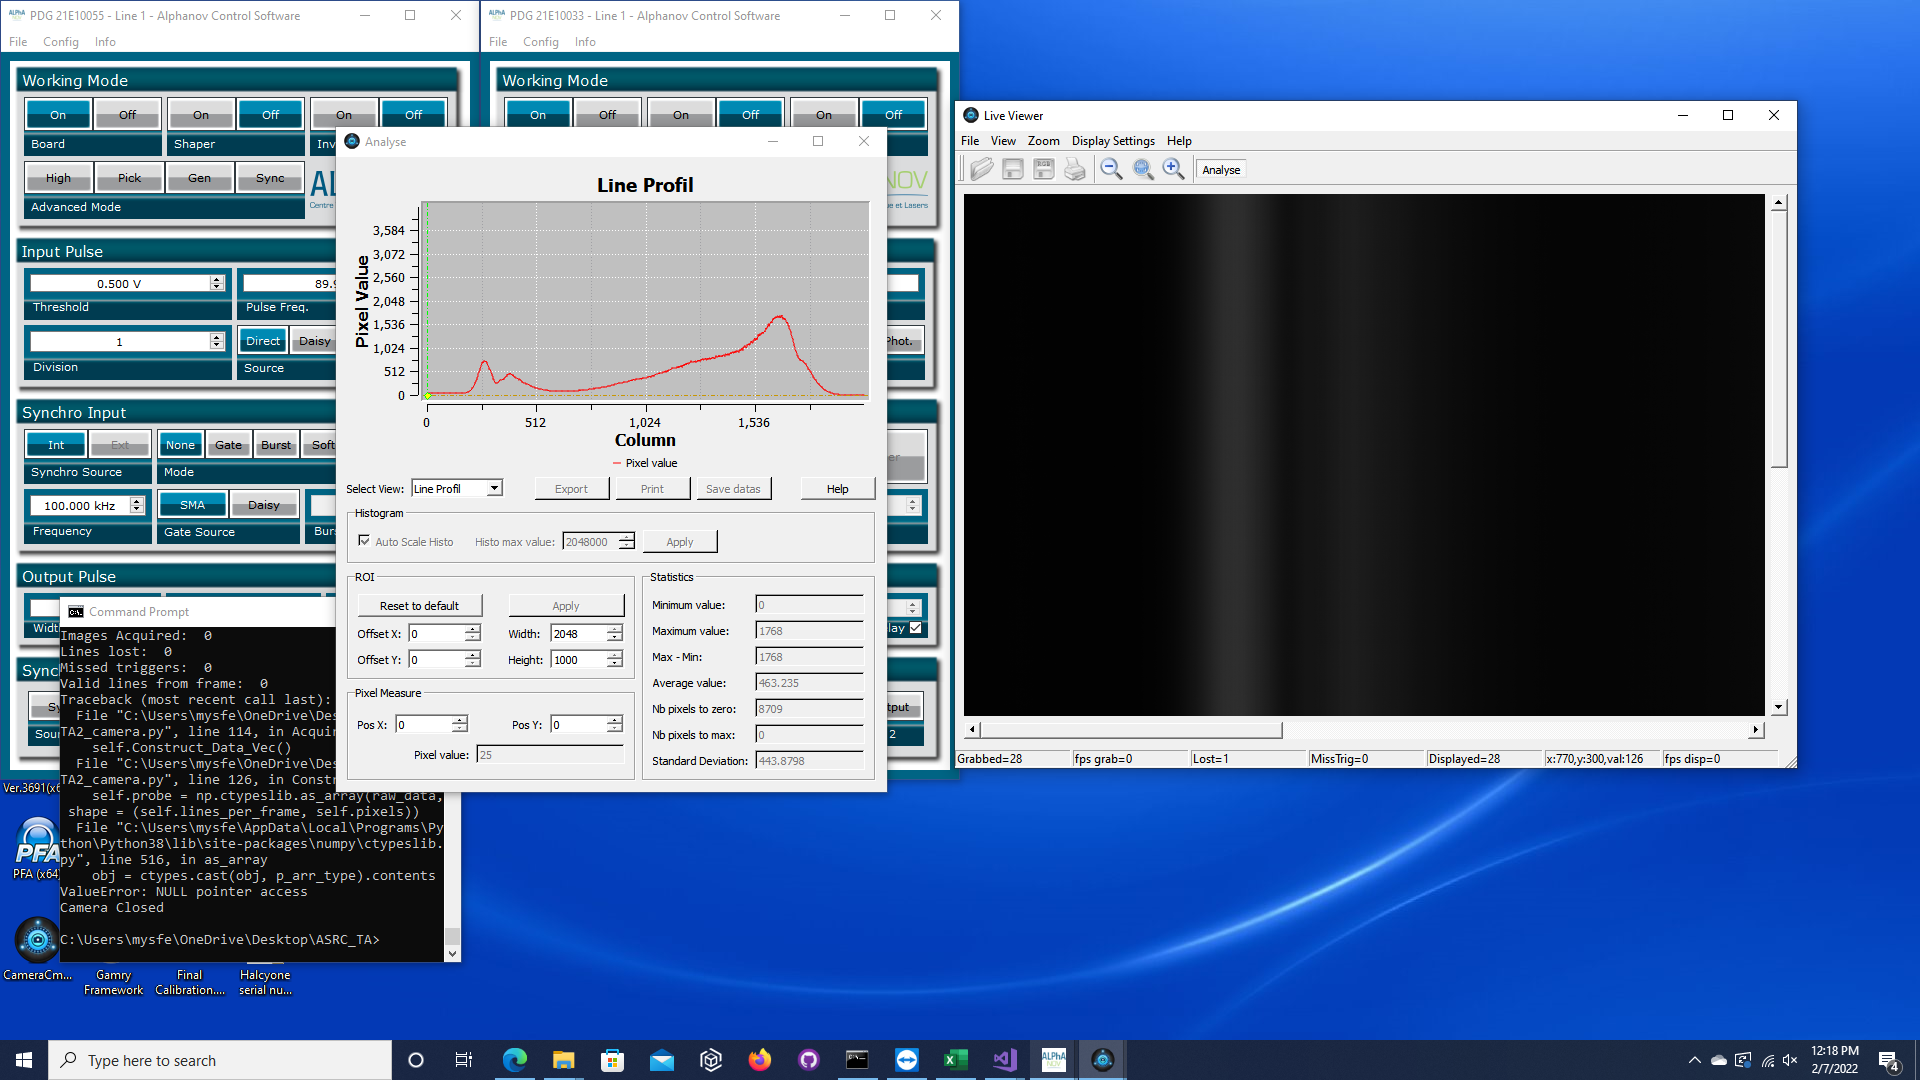 PDG 21E10055 - Line 1 - Alphanov Control Software
File Config Info
Working Mode
On Off On Off On Off
Board Shaper Inv
High Pick Gen Sync
Advanced Mode
Input Pulse
0.500 V 89.9
Threshold Pulse Freq.
1 Direct Daisy
Division Source
Synchro Input
Int Ext None Gate Burst Soft
Synchro Source Mode
100.000 kHz SMA Daisy
Frequency Gate Source Burs
Output Pulse
Widt
Sync
Sy
Sour
PDG 21E10033 - Line 1 - Alphanov Control Software
File Config Info
Working Mode
On Off On Off On Off
NOV
ue et Lasers
Phot.
er
lay
tput
2
Analyse
Line Profil
Pixel Value
3,584
3,072
2,560
2,048
1,536
1,024
512
0
0 512 1,024 1,536
Column
Pixel value
Select View: Line Profil Export Print Save datas Help
Histogram
Auto Scale Histo Histo max value: 2048000 Apply
ROI
Reset to default Apply
Offset X: 0 Width: 2048
Offset Y: 0 Height: 1000
Pixel Measure
Pos X: 0 Pos Y: 0
Pixel value: 25
Statistics
Minimum value: 0
Maximum value: 1768
Max - Min: 1768
Average value: 463.235
Nb pixels to zero: 8709
Nb pixels to max: 0
Standard Deviation: 443.8798
Live Viewer
File View Zoom Display Settings Help
RGB Analyse
Grabbed=28 fps grab=0 Lost=1 MissTrig=0 Displayed=28 x:770,y:300,val:126 fps disp=0
Command Prompt
Images Acquired:  0
Lines lost:  0
Missed triggers:  0
Valid lines from frame:  0
Traceback (most recent call last):
File "C:\Users\mysfe\OneDrive\Des
TA2_camera.py", line 114, in Acqui
self.Construct_Data_Vec()
File "C:\Users\mysfe\OneDrive\Des
TA2_camera.py", line 126, in Const
self.probe = np.ctypeslib.as_array(raw_data,
shape = (self.lines_per_frame, self.pixels))
File "C:\Users\mysfe\AppData\Local\Programs\Py
thon\Python38\lib\site-packages\numpy\ctypeslib.
py", line 516, in as_array
obj = ctypes.cast(obj, p_arr_type).contents
ValueError: NULL pointer access
Camera Closed
C:\Users\mysfe\OneDrive\Desktop\ASRC_TA>
Ver.3691(x6
PFA
PFA (x64)
CameraCm...
Gamry Framework
Final Calibration....
Halcyone serial nu...
Type here to search
ALPhA NOV
12:18 PM
2/7/2022
4